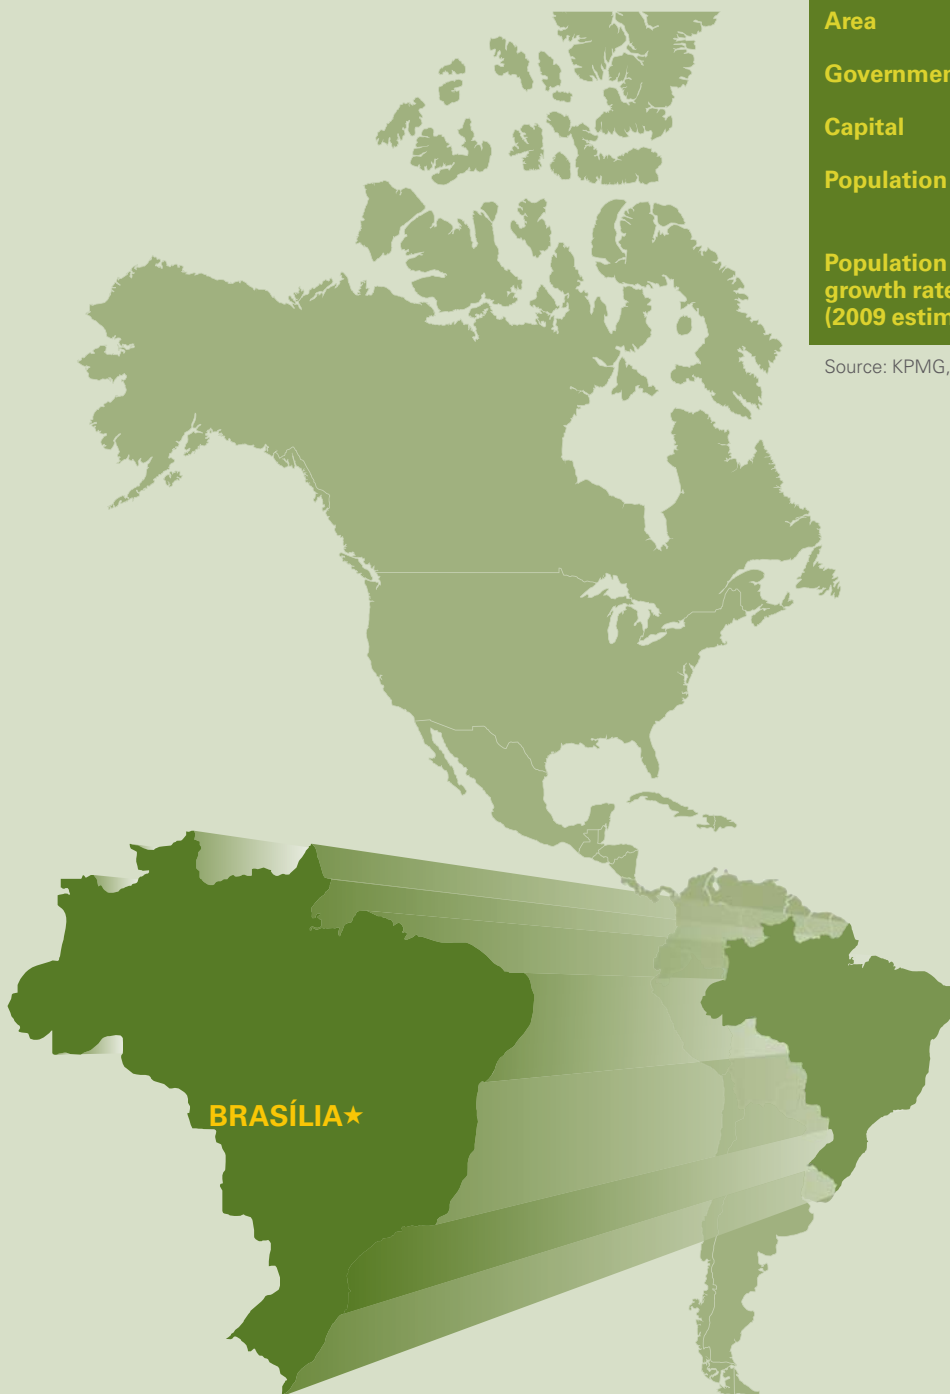 Area
Governmen
Capital
Population
Population
growth rate
(2009 estim
Source: KPMG,
BRASÍLIA